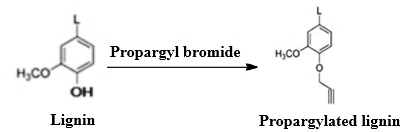 L
L
Propargyl bromide
H₃CO
OH
H₃CO
O
Lignin
Propargylated lignin